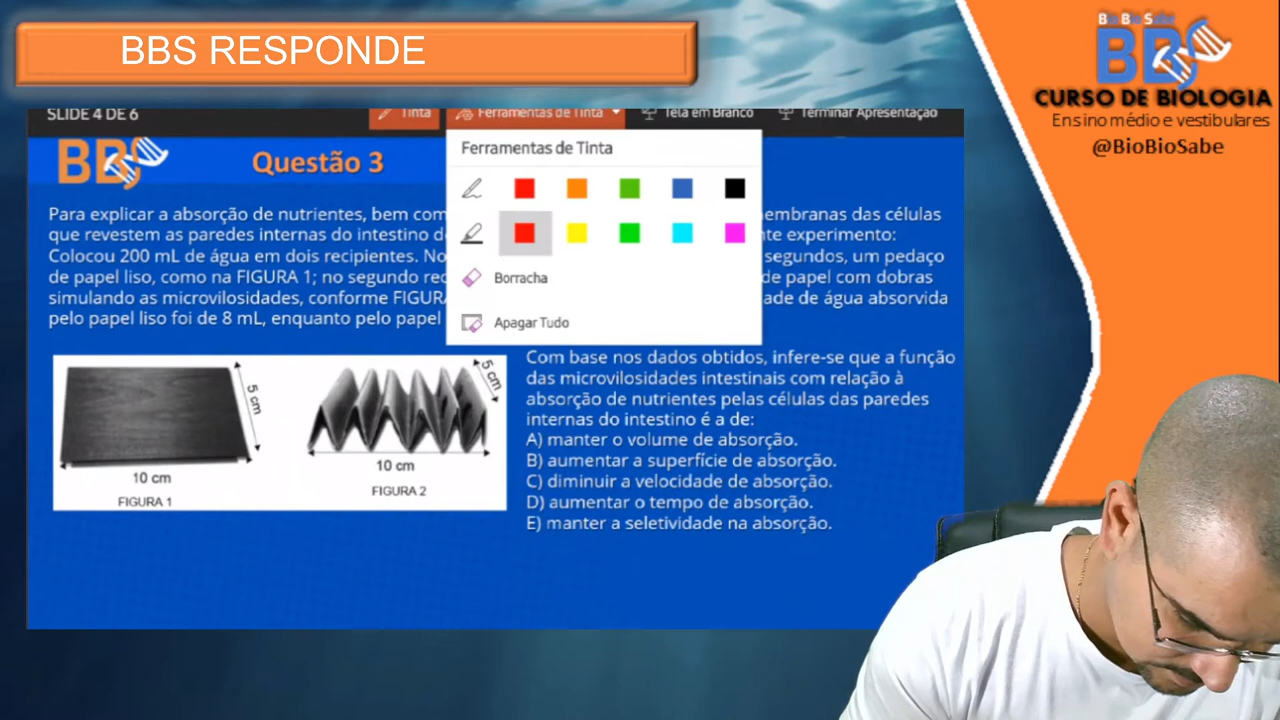 BBS RESPONDE
Bio Bio Sabe
BBS
CURSO DE BIOLOGIA
Ensino médio e vestibulares
@BioBioSabe
SLIDE 4 DE 6
Tinta
Ferramentas de Tinta
Tela em Branco
Terminar Apresentação
BBS
Questão 3
Ferramentas de Tinta
Borracha
Apagar Tudo
Para explicar a absorção de nutrientes, bem com embranas das células
que revestem as paredes internas do intestino d te experimento:
Colocou 200 mL de água em dois recipientes. No segundos, um pedaço
de papel liso, como na FIGURA 1; no segundo rec de papel com dobras
simulando as microvilosidades, conforme FIGURA ade de água absorvida
pelo papel liso foi de 8 mL, enquanto pelo papel
5 cm
10 cm
FIGURA 1
5 cm
10 cm
FIGURA 2
Com base nos dados obtidos, infere-se que a função
das microvilosidades intestinais com relação à
absorção de nutrientes pelas células das paredes
internas do intestino é a de:
A) manter o volume de absorção.
B) aumentar a superfície de absorção.
C) diminuir a velocidade de absorção.
D) aumentar o tempo de absorção.
E) manter a seletividade na absorção.